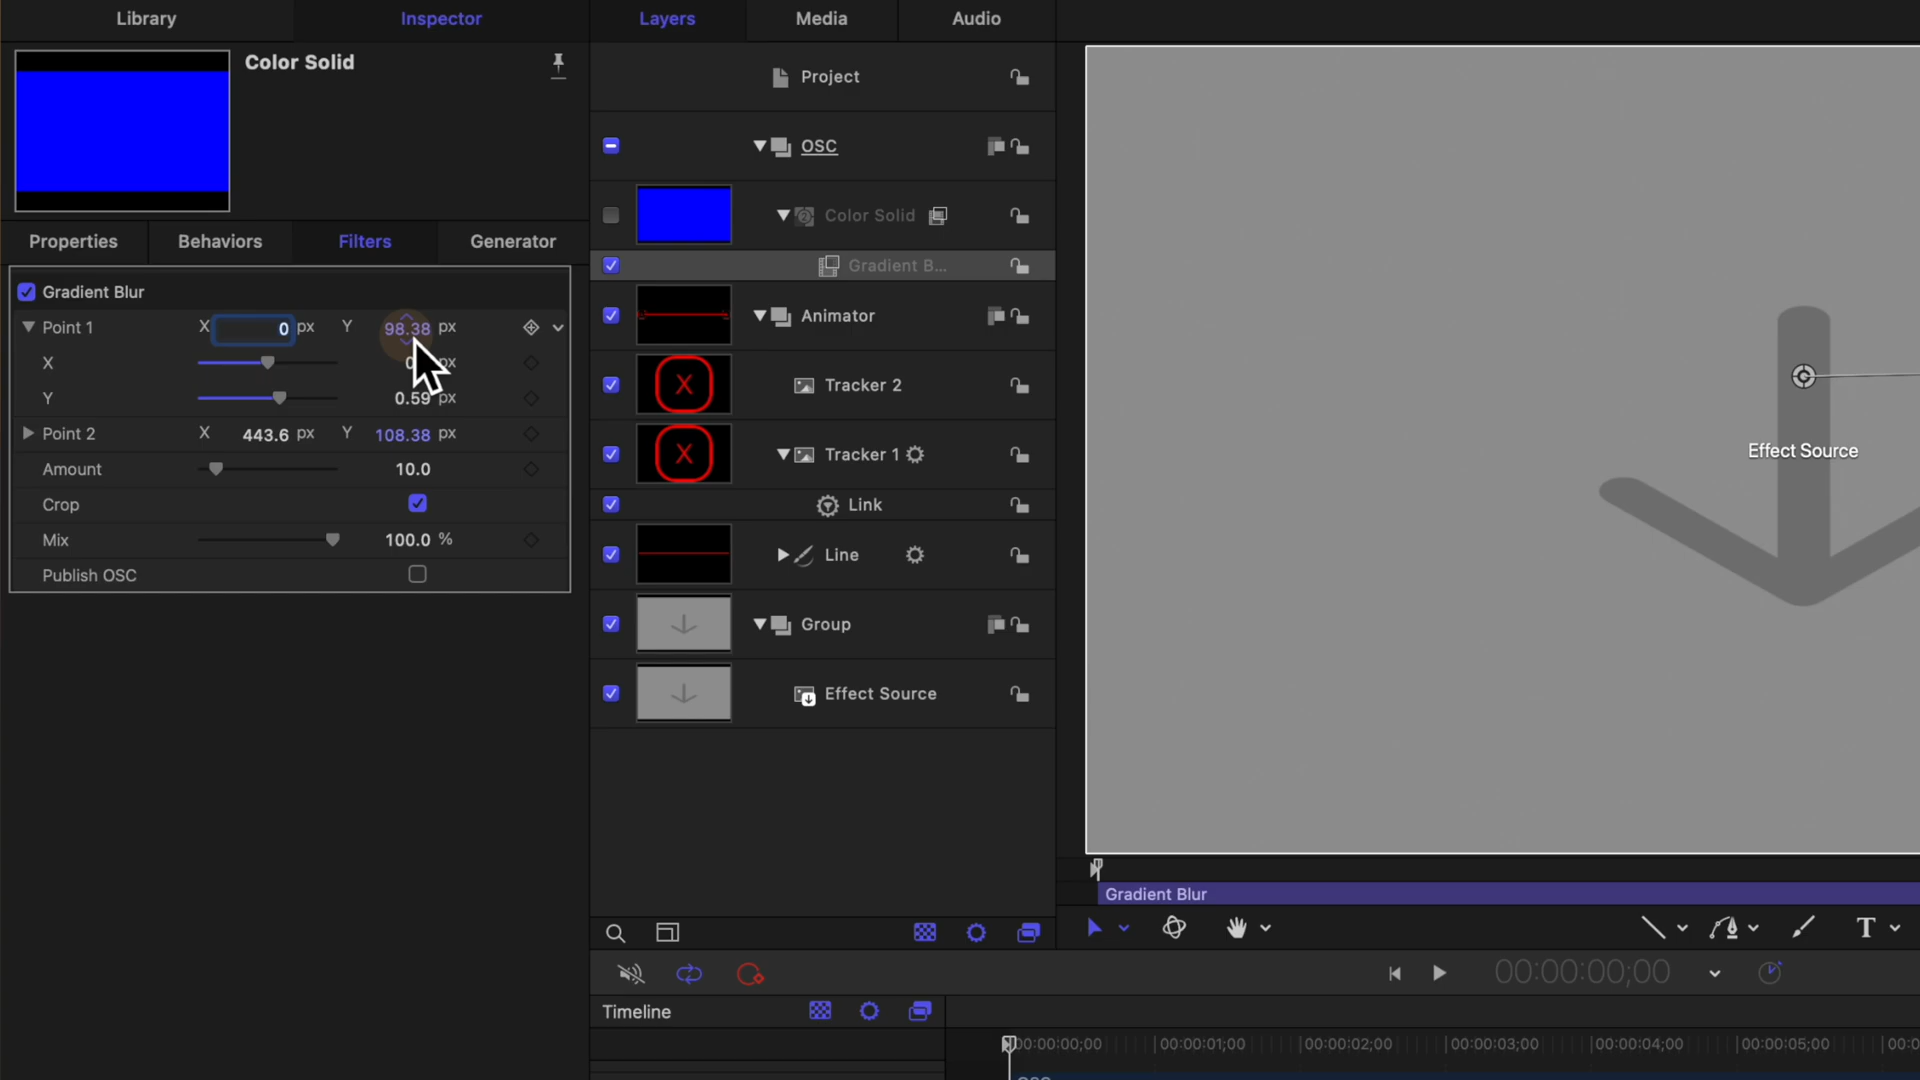 Library
Inspector
Layers
Media
Audio
Color Solid
Project
OSC
Color Solid
Properties
Behaviors
Filters
Generator
Gradient B...
Gradient Blur
Point 1 X 0 px Y 98.38 px
X px
Y 0.59 px
Point 2 X 443.6 px Y 108.38 px
Amount 10.0
Crop
Mix 100.0 %
Publish OSC
Animator
X
Tracker 2
X
Tracker 1
Link
Line
Group
Effect Source
Effect Source
Gradient Blur
T
00:00:00;00
Timeline
00:00:00;00
00:00:01;00
00:00:02;00
00:00:03;00
00:00:04;00
00:00:05;00